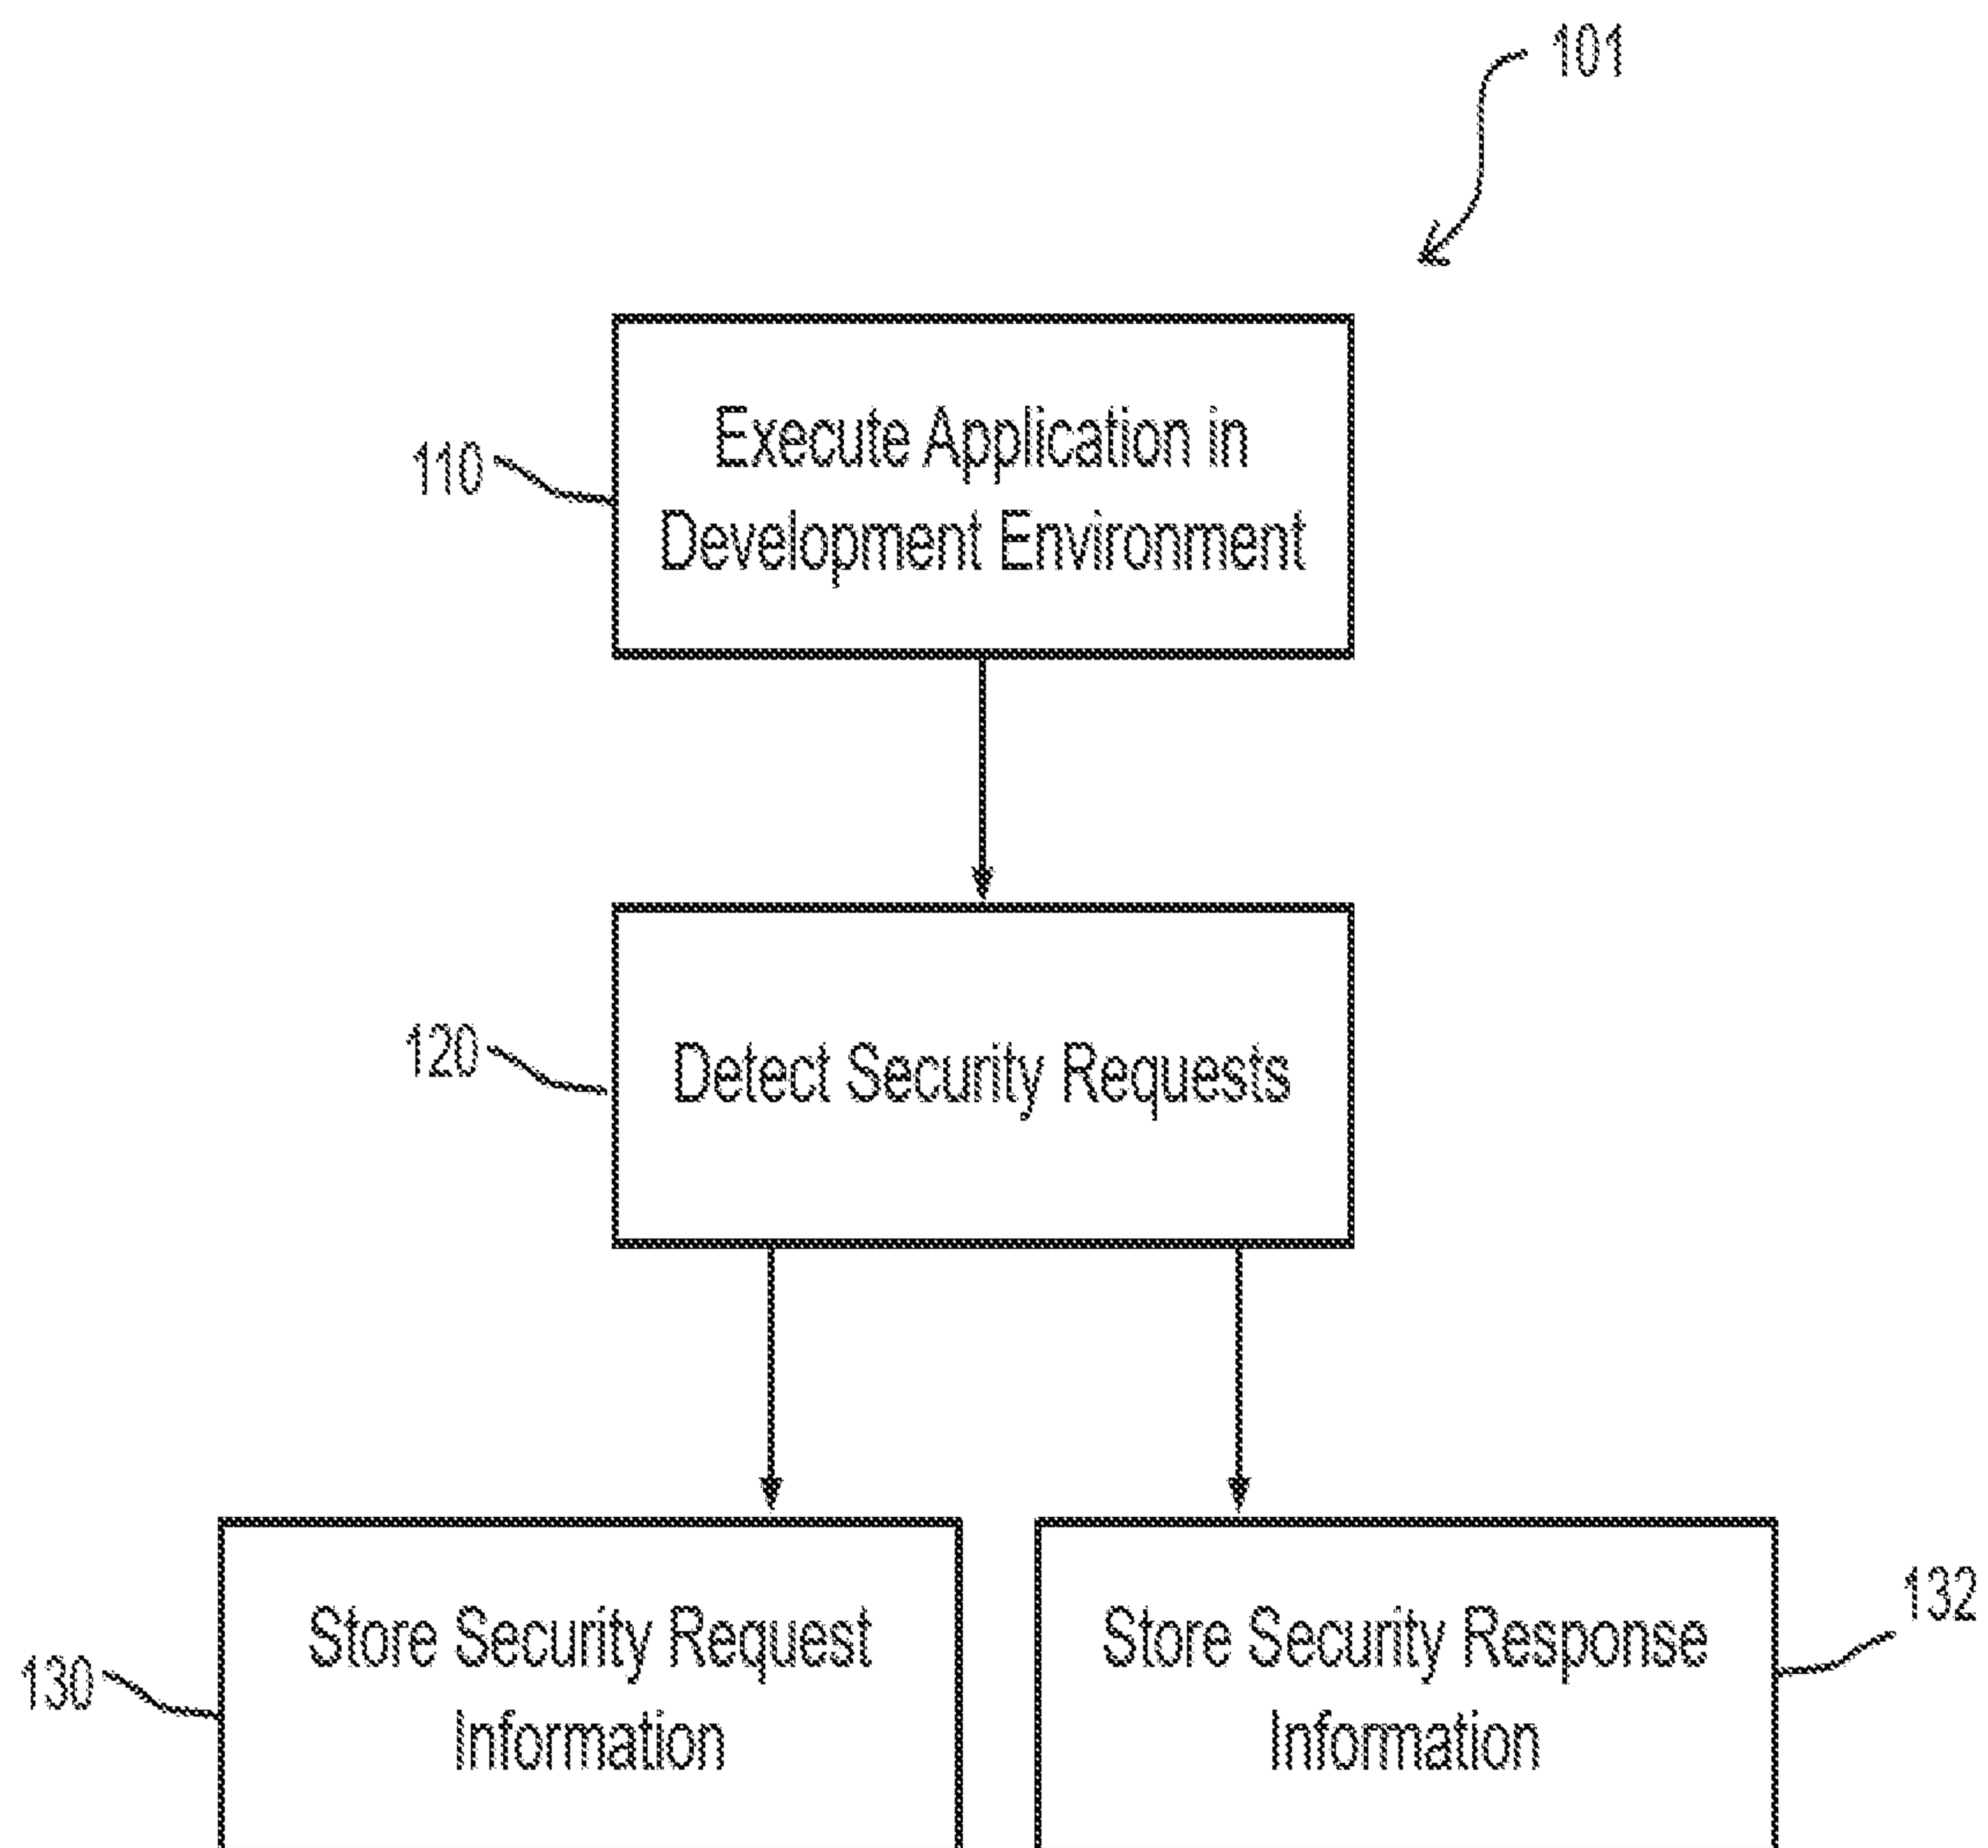 101
110
Execute Application in
Development Environment
120
Detect Security Requests
130
Store Security Request
Information
Store Security Response
Information
132